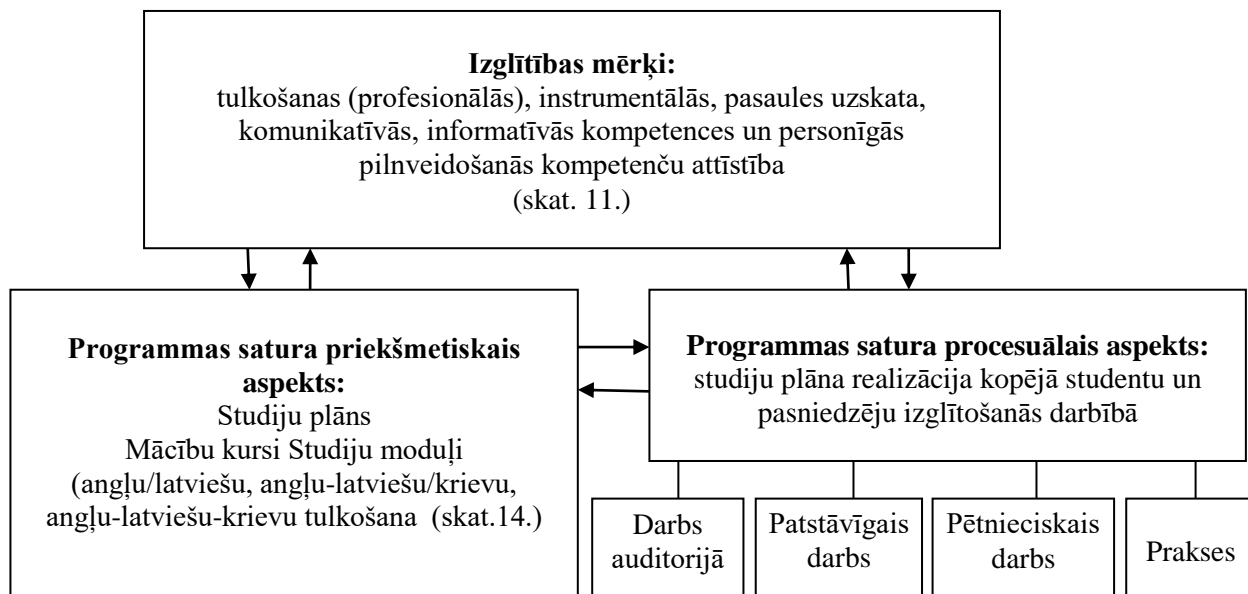 Izglītības mērķi:
tulkošanas (profesionālās), instrumentālās, pasaules uzskata,
komunikatīvās, informatīvās kompetences un personīgās
pilnveidošanās kompetenču attīstība
(skat. 11.)
Programmas satura priekšmetiskais
aspekts:
Studiju plāns
Mācību kursi Studiju moduļi
(angļu/latviešu, angļu-latviešu/krievu,
angļu-latviešu-krievu tulkošana (skat.14.)
Programmas satura procesuālais aspekts:
studiju plāna realizācija kopējā studentu un
pasniedzēju izglītošanās darbībā
Darbs
auditorijā
Patstāvīgais
darbs
Pētnieciskais
darbs
Prakses